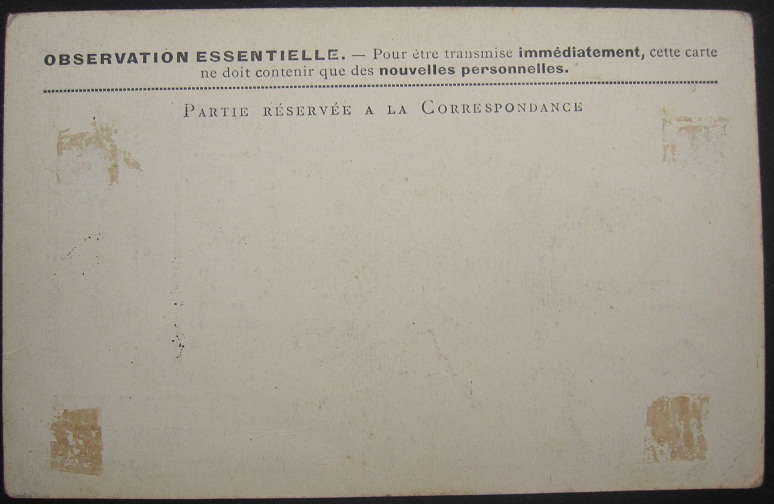 OBSERVATION ESSENTIELLE. — Pour être transmise immédiatement, cette carte
ne doit contenir que des nouvelles personnelles.
PARTIE RÉSERVÉE A LA CORRESPONDANCE